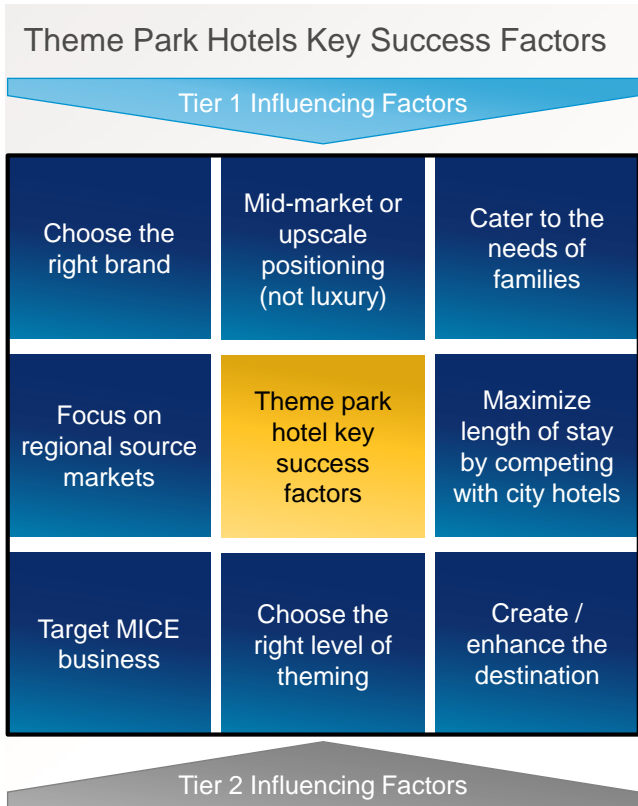 Theme Park Hotels Key Success Factors
Tier 1 Influencing Factors
Choose the
right brand
Mid-market or
upscale
positioning
(not luxury)
Cater to the
needs of
families
Focus on
regional source
markets
Theme park
hotel key
success
factors
Maximize
length of stay
by competing
with city hotels
Target MICE
business
Choose the
right level of
theming
Create /
enhance the
destination
Tier 2 Influencing Factors